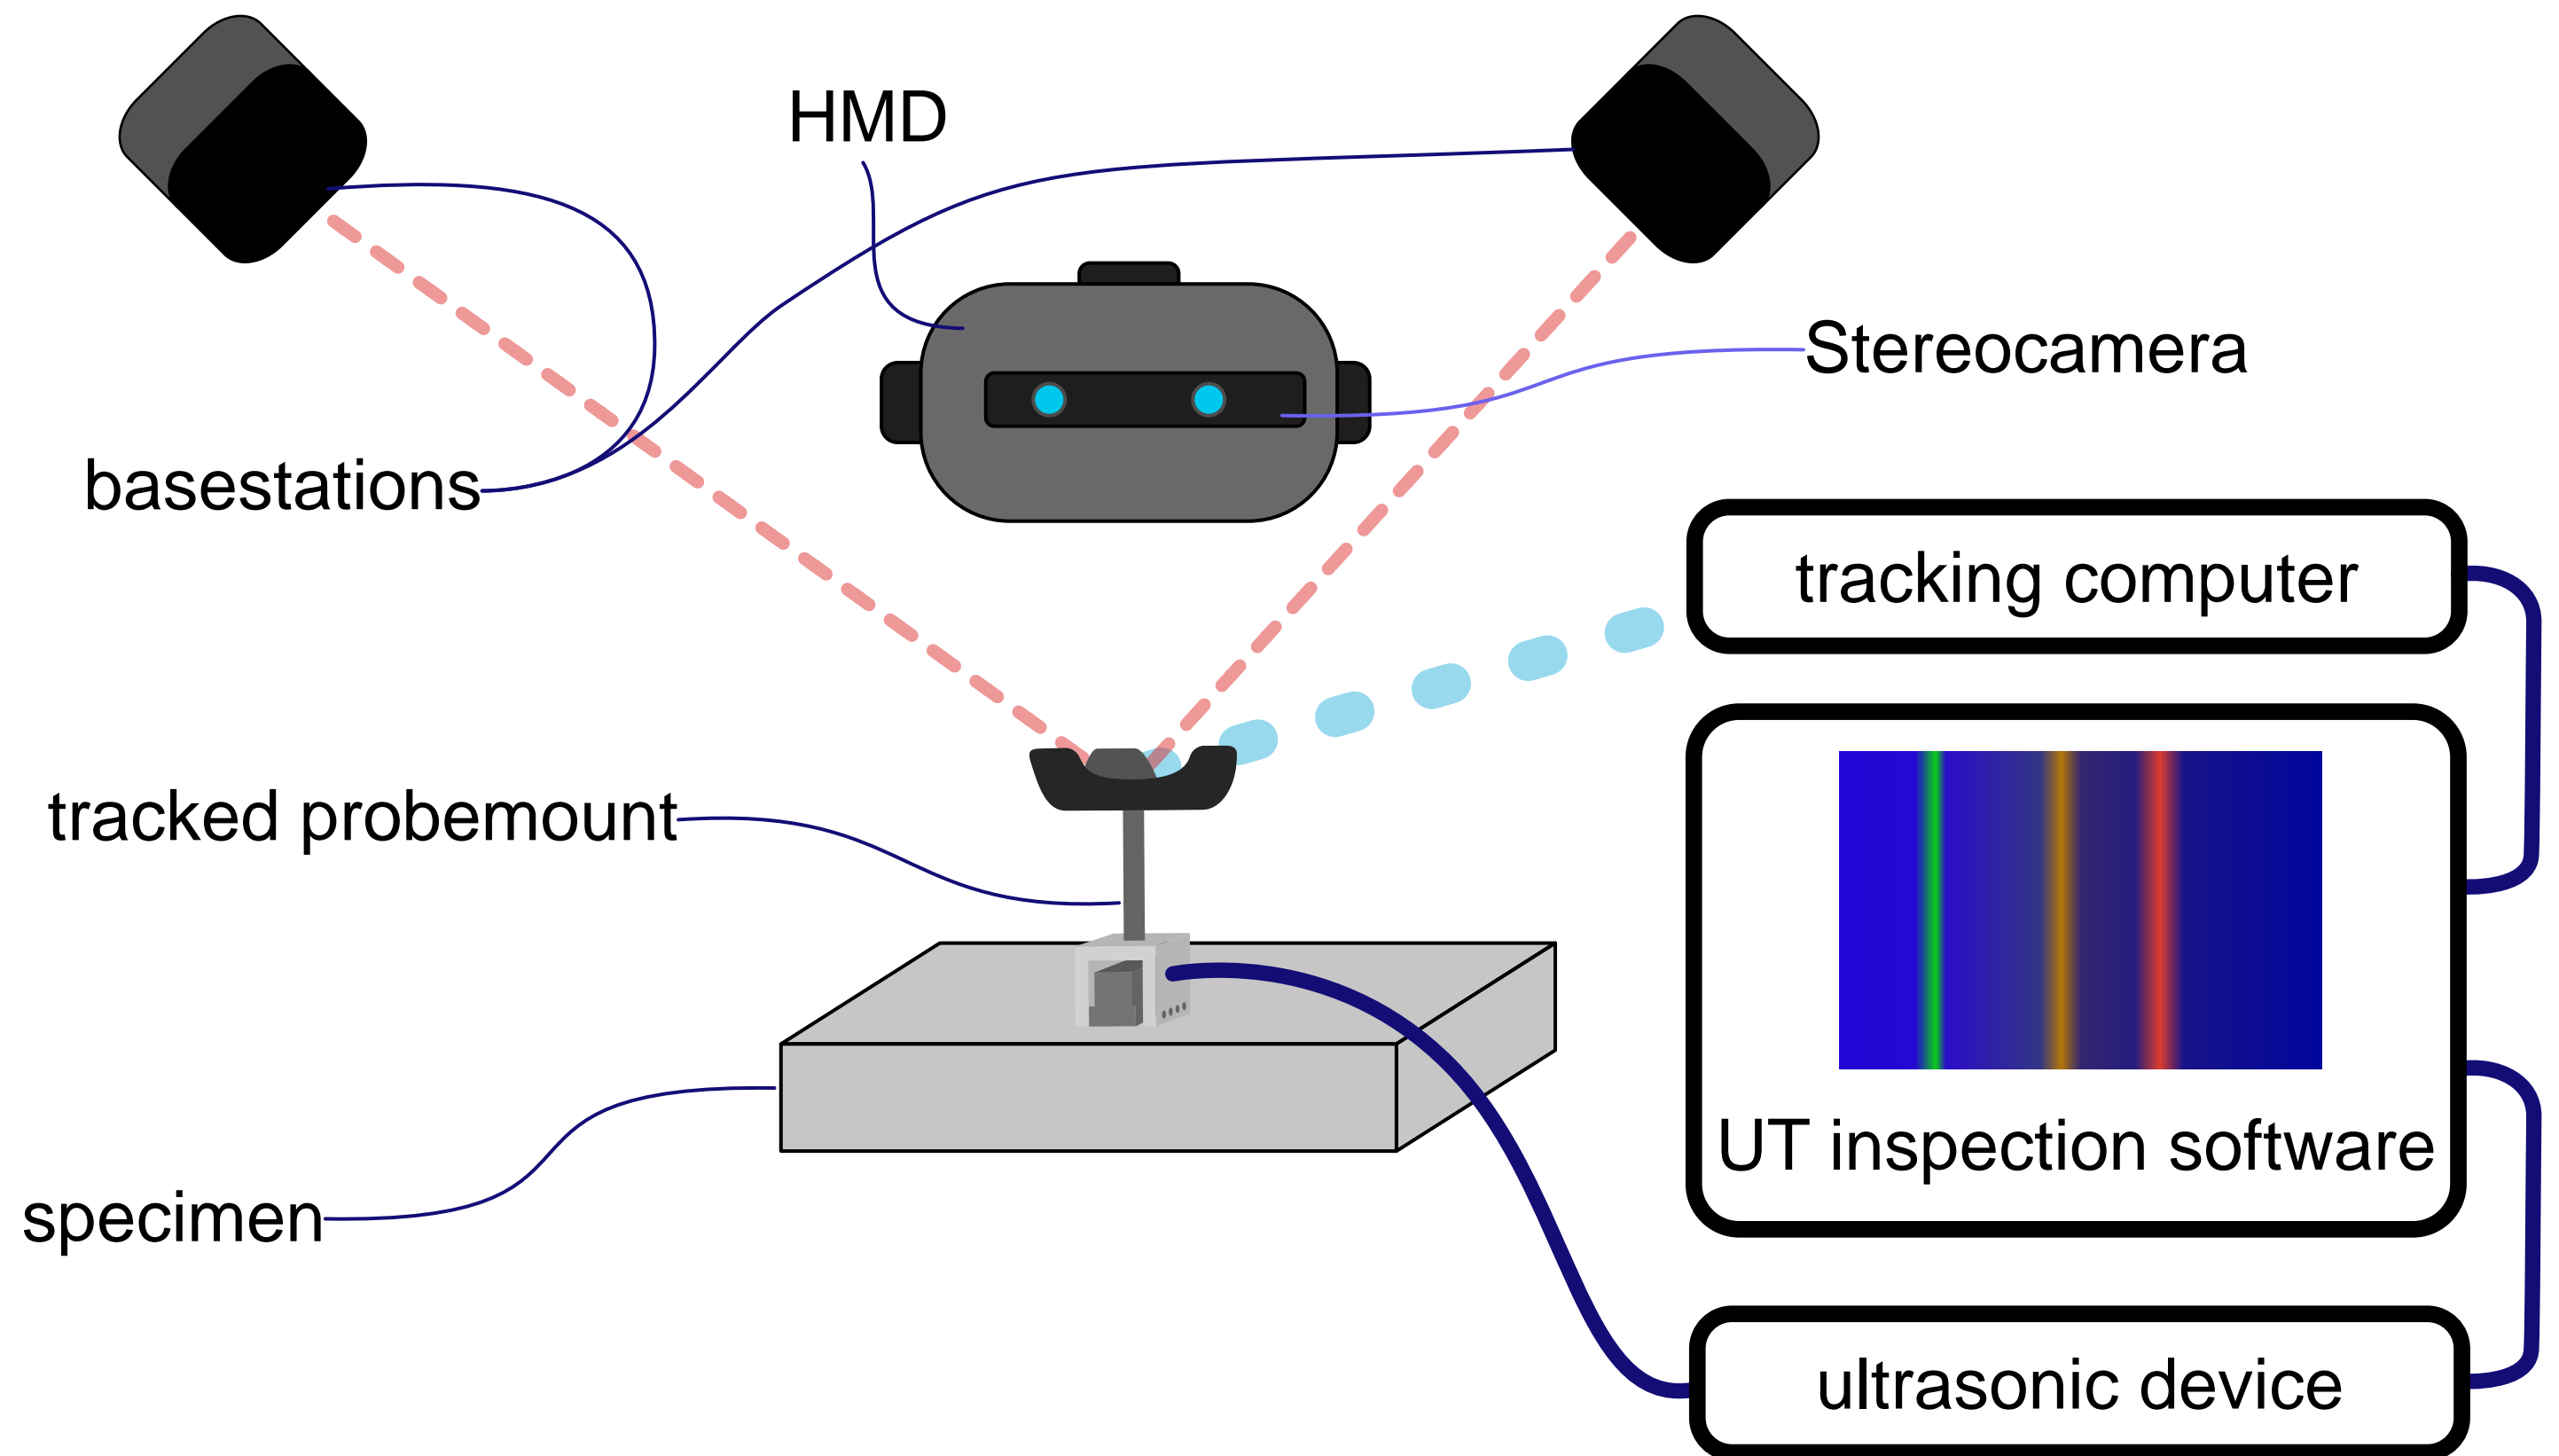 HMD
Stereocamera
basestations
tracking computer
tracked probemount
UT inspection software
specimen
ultrasonic device